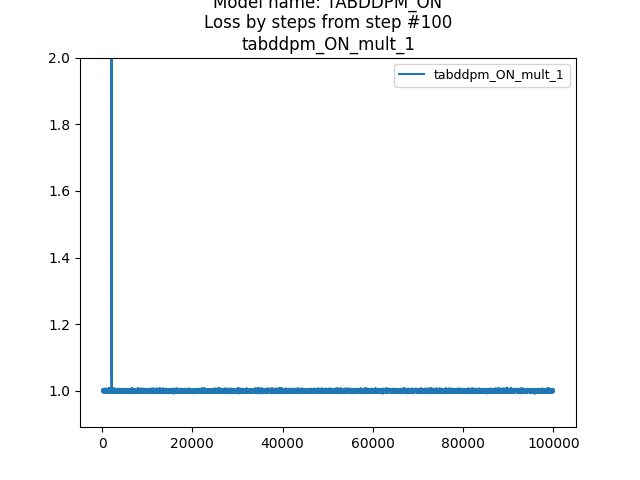 Model name: TABDDPM_ON
Loss by steps from step #100
tabddpm_ON_mult_1
tabddpm_ON_mult_1
2.0
1.8
1.6
1.4
1.2
1.0
0 20000 40000 60000 80000 100000